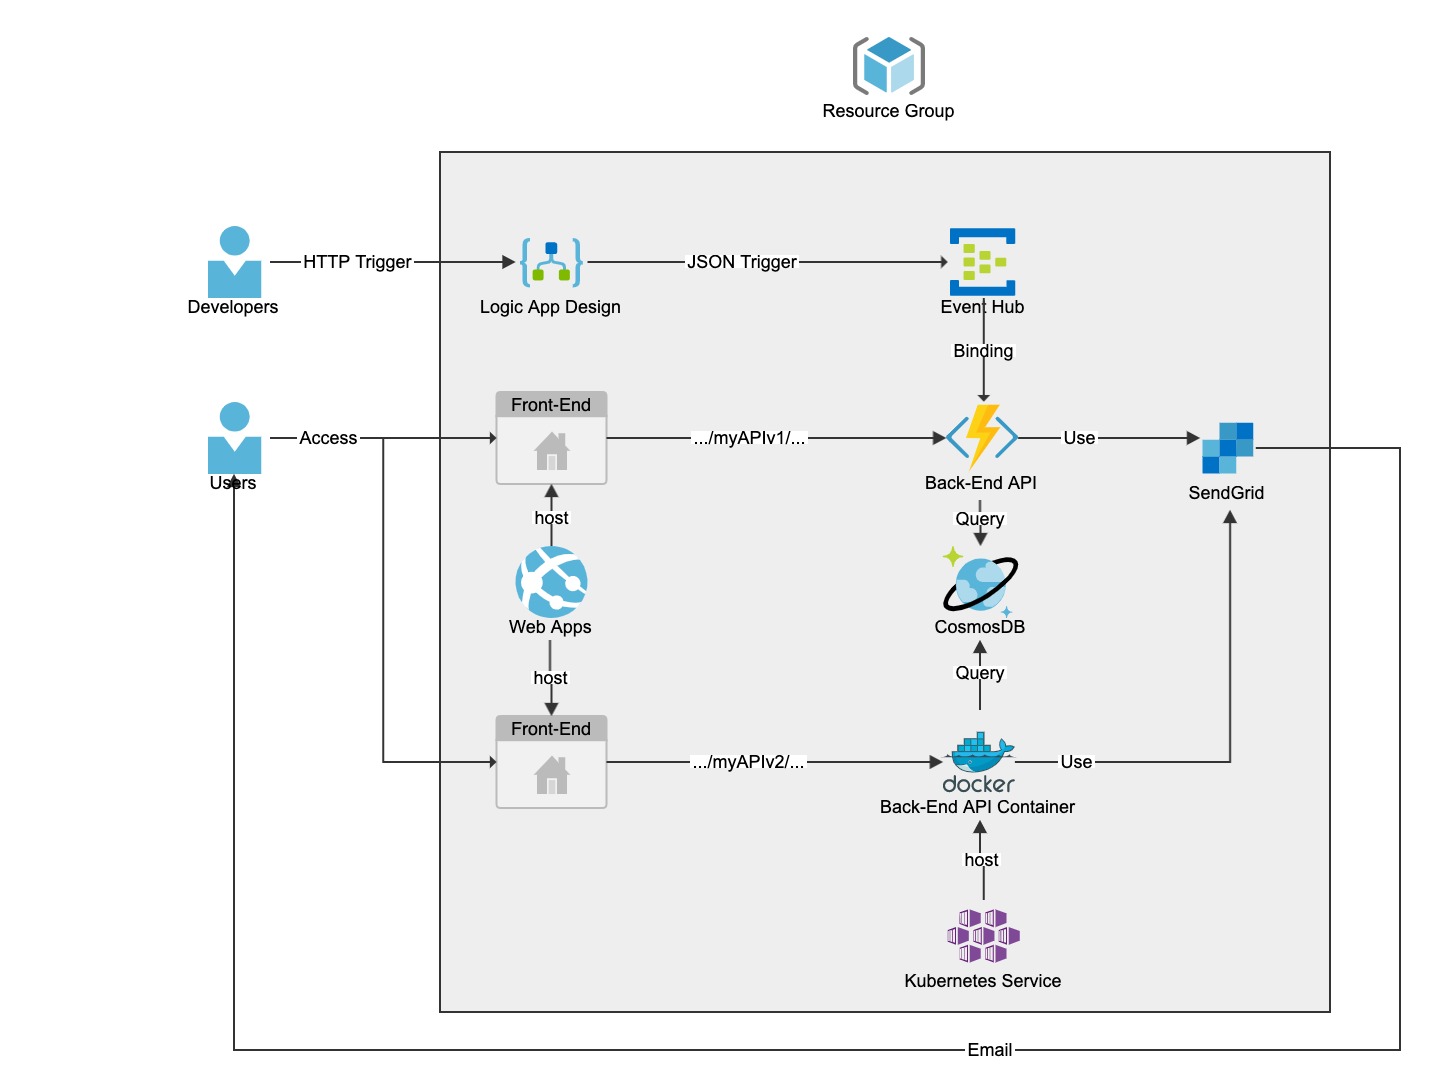 Resource Group
HTTP Trigger
JSON Trigger
Developers
Logic App Design
Event Hub
Binding
Front-End
Access
.../myAPIv1/...
Use
Users
Back-End API
SendGrid
host
Query
Web Apps
CosmosDB
host
Query
Front-End
.../myAPIv2/...
Use
docker
Back-End API Container
host
Kubernetes Service
Email